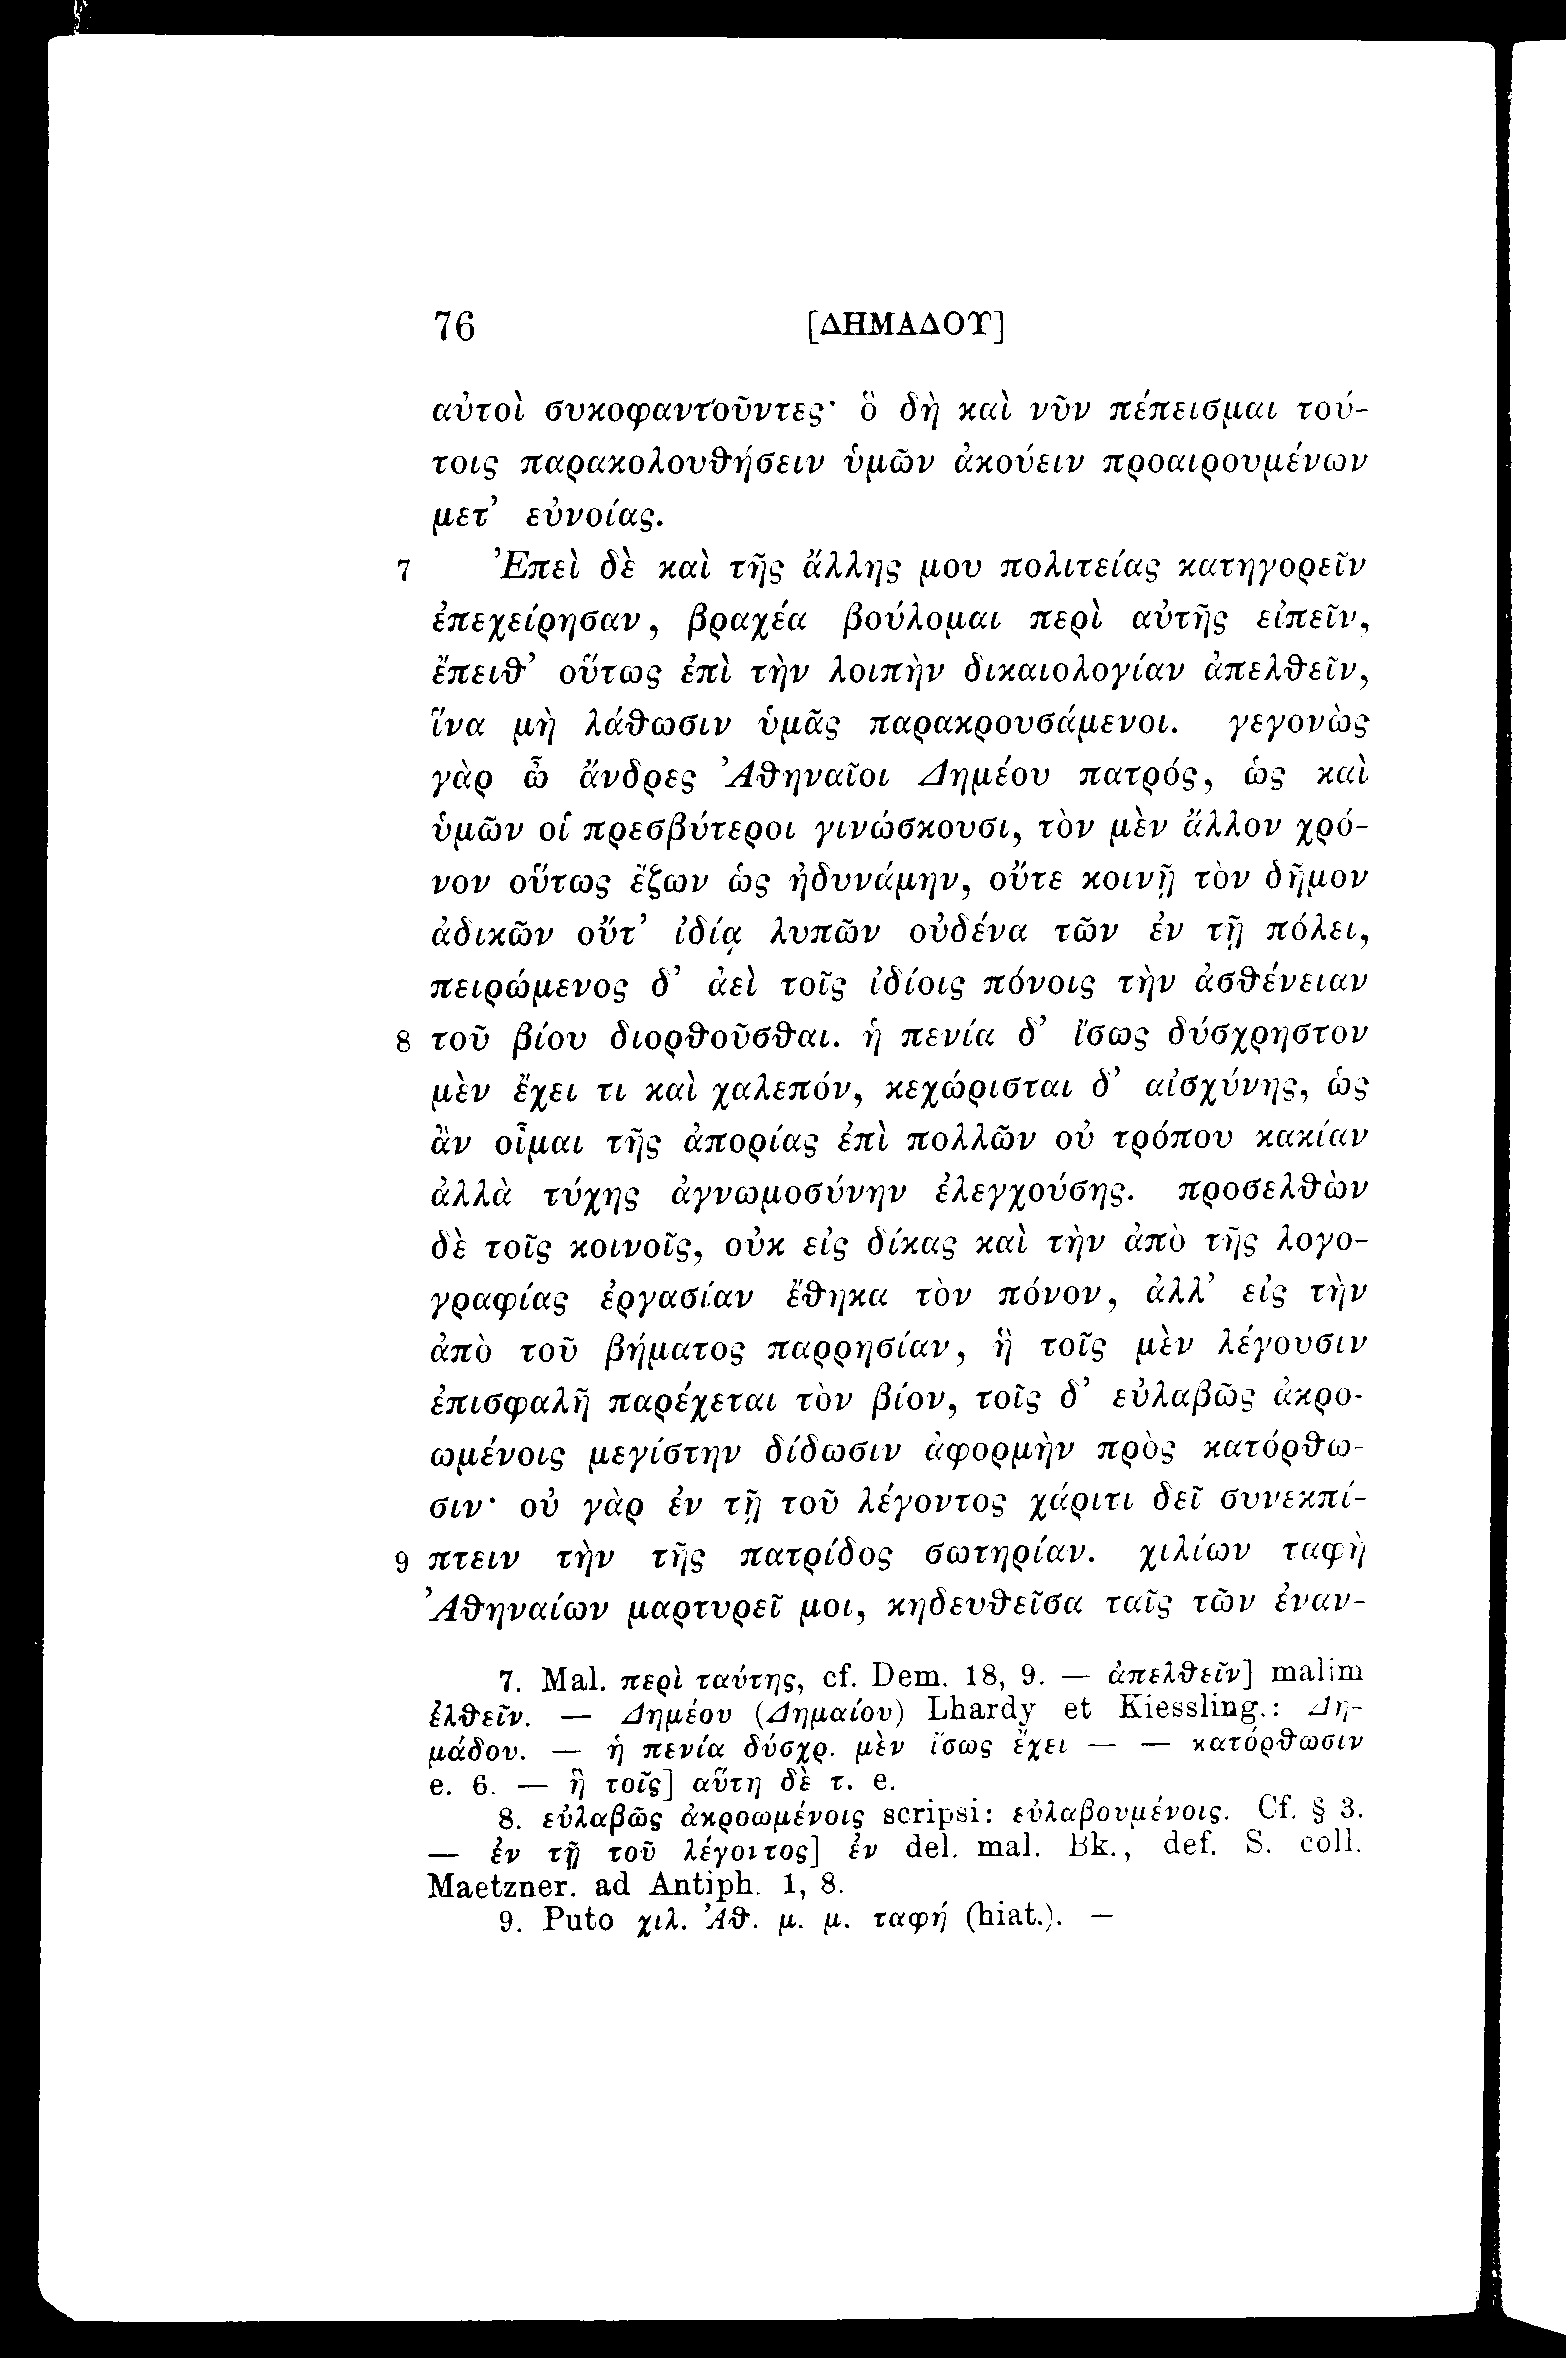 76 [ΔΗΜΑΔΟΥ]
αὐτοὶ συκοφαντοῦντες· ὃ δὴ καὶ νῦν πέπεισμαι τού-
τοις παρακολουθήσειν ὑμῶν ἀκούειν προαιρουμένων
μετ’ εὐνοίας.
7 Ἐπεὶ δὲ καὶ τῆς ἄλλης μου πολιτείας κατηγορεῖν
ἐπεχείρησαν, βραχέα βούλομαι περὶ αὐτῆς εἰπεῖν,
ἔπειθ’ οὕτως ἐπὶ τὴν λοιπὴν δικαιολογίαν ἀπελθεῖν,
ἵνα μὴ λάθωσιν ὑμᾶς παρακρουσάμενοι. γεγονὼς
γὰρ ὦ ἄνδρες Ἀθηναῖοι Δημέου πατρός, ὡς καὶ
ὑμῶν οἱ πρεσβύτεροι γινώσκουσι, τὸν μὲν ἄλλον χρό-
νον οὕτως ἔζων ὡς ἠδυνάμην, οὔτε κοινῇ τὸν δῆμον
ἀδικῶν οὔτ’ ἰδίᾳ λυπῶν οὐδένα τῶν ἐν τῇ πόλει,
πειρώμενος δ’ ἀεὶ τοῖς ἰδίοις πόνοις τὴν ἀσθένειαν
8 τοῦ βίου διορθοῦσθαι. ἡ πενία δ’ ἴσως δύσχρηστον
μὲν ἔχει τι καὶ χαλεπόν, κεχώρισται δ’ αἰσχύνης, ὡς
ἂν οἶμαι τῆς ἀπορίας ἐπὶ πολλῶν οὐ τρόπου κακίαν
ἀλλὰ τύχης ἀγνωμοσύνην ἐλεγχούσης. προσελθὼν
δὲ τοῖς κοινοῖς, οὐκ εἰς δίκας καὶ τὴν ἀπὸ τῆς λογο-
γραφίας ἐργασίαν ἔθηκα τὸν πόνον, ἀλλ’ εἰς τὴν
ἀπὸ τοῦ βήματος παρρησίαν, ἣ τοῖς μὲν λέγουσιν
ἐπισφαλῆ παρέχεται τὸν βίον, τοῖς δ’ εὐλαβῶς ἀκρο-
ωμένοις μεγίστην δίδωσιν ἀφορμὴν πρὸς κατόρθω-
σιν· οὐ γὰρ ἐν τῇ τοῦ λέγοντος χάριτι δεῖ συνεκπί-
9 πτειν τὴν τῆς πατρίδος σωτηρίαν. χιλίων ταφὴ
Ἀθηναίων μαρτυρεῖ μοι, κηδευθεῖσα ταῖς τῶν ἐναν-
7. Mal. περὶ ταύτης, cf. Dem. 18, 9. — ἀπελθεῖν] malim
ἐλθεῖν. — Δημέου (Δημαίου) Lhardy et Kiessling.: Δη-
μάδου. — ἡ πενία δύσχρ. μὲν ἴσως ἔχει — — κατόρθωσιν
e. 6. — ἣ τοῖς] αὕτη δὲ τ. e.
8. εὐλαβῶς ἀκροωμένοις scripsi: εὐλαβουμένοις. Cf. § 3.
— ἐν τῇ τοῦ λέγοντος] ἐν del. mal. Bk., def. S. coll.
Maetzner. ad Antiph. 1, 8.
9. Puto χιλ. Ἀθ. μ. μ. ταφή (hiat.). —